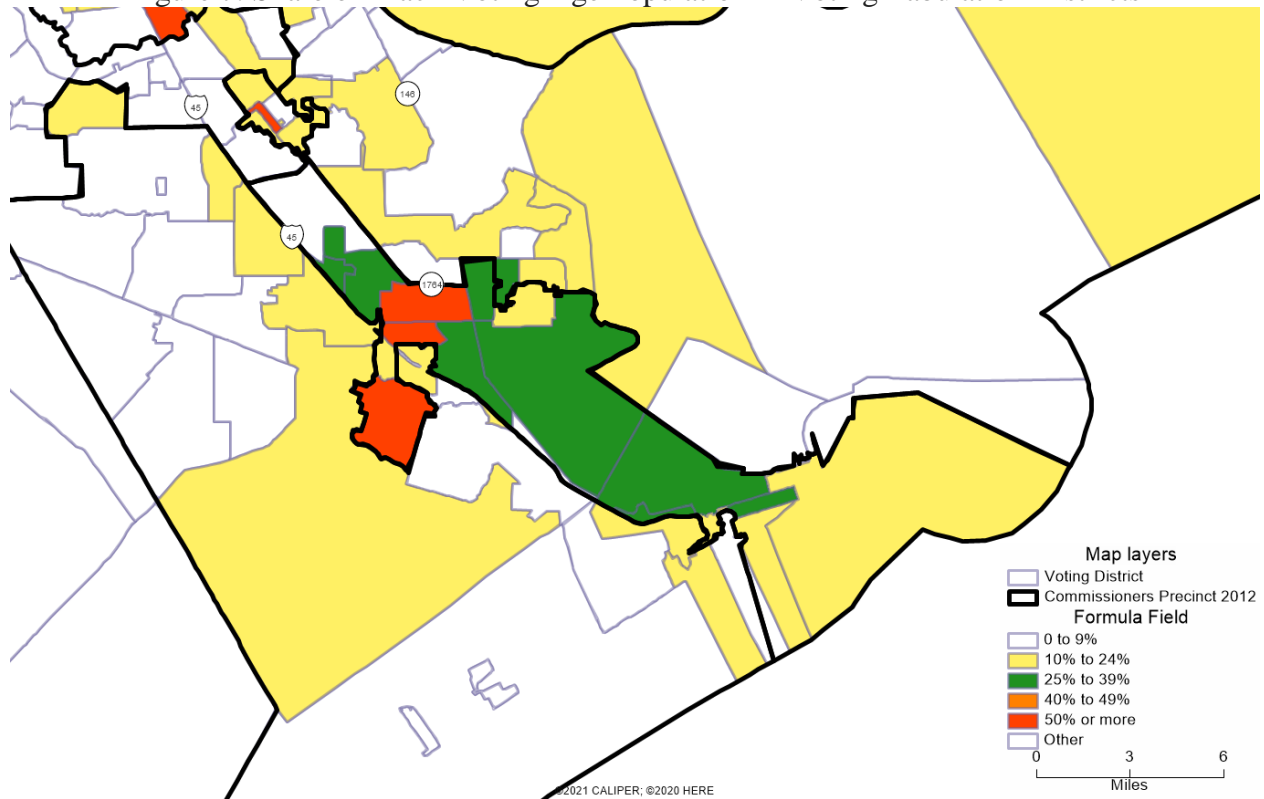 146
45
45
1764
Map layers
Voting District
Commissioners Precinct 2012
Formula Field
0 to 9%
10% to 24%
25% to 39%
40% to 49%
50% or more
Other
0 3 6
Miles
©2021 CALIPER; ©2020 HERE